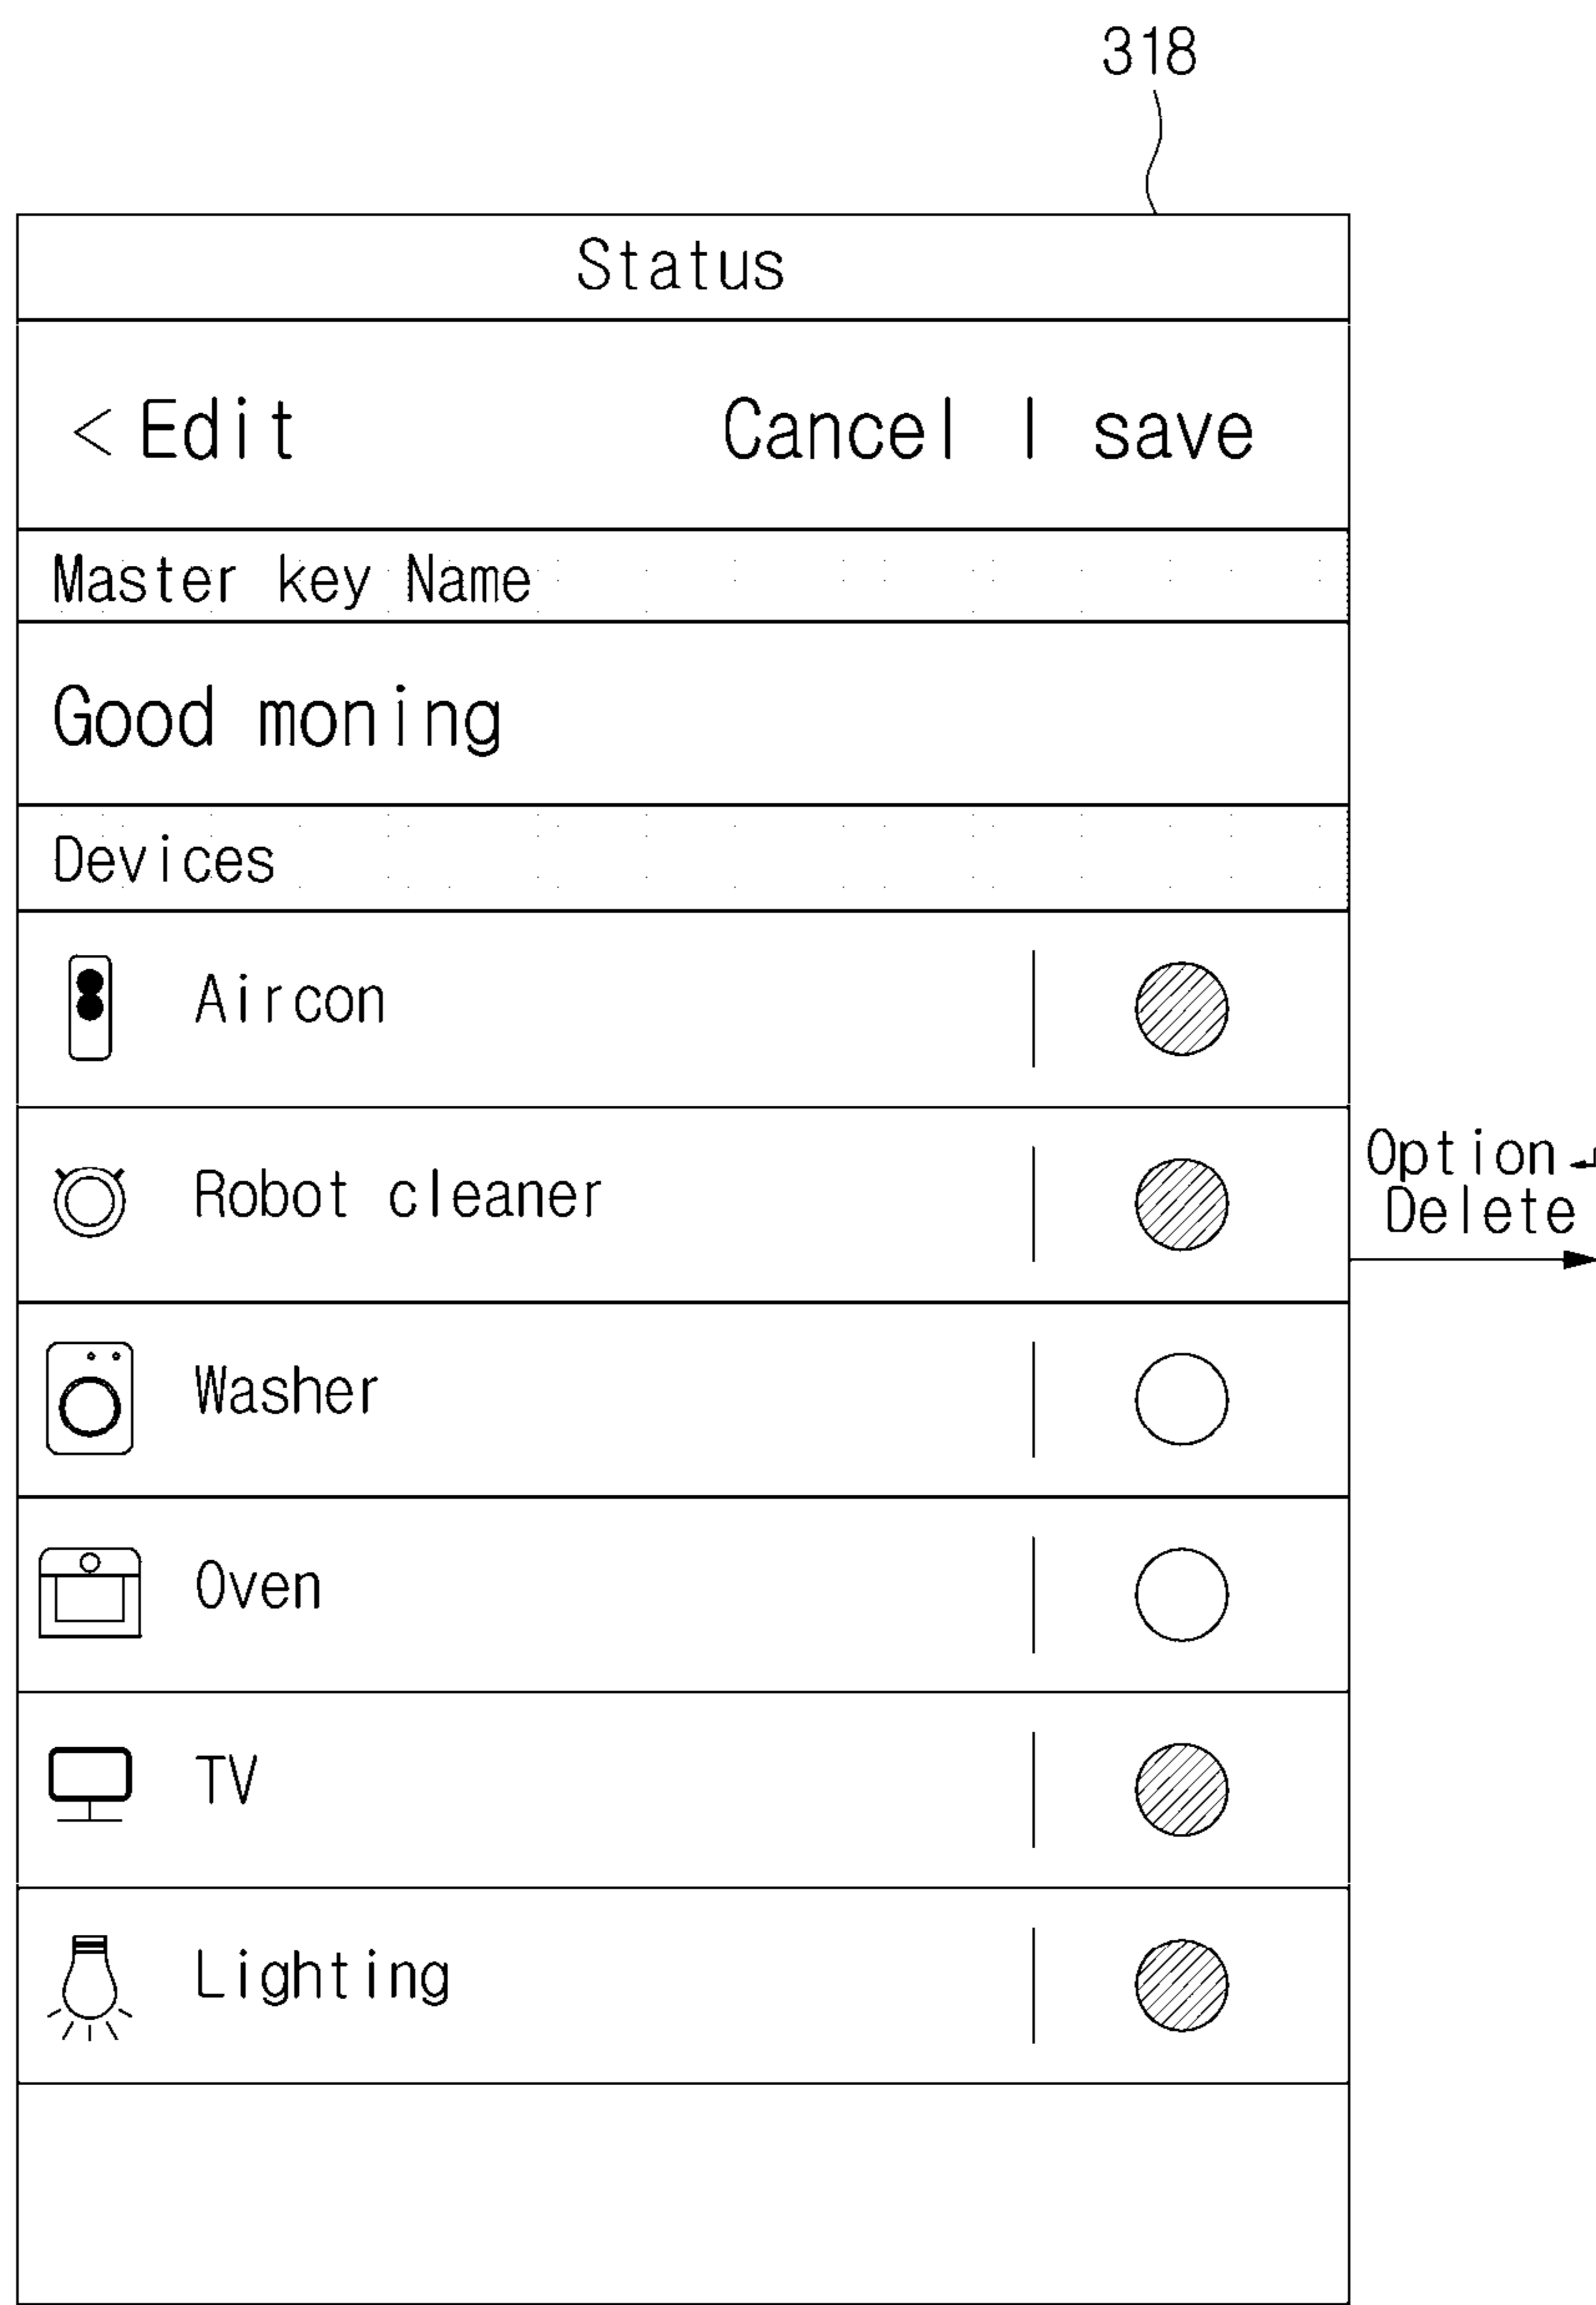 318
Status
< Edit Cancel | save
Master key Name
Good moning
Devices
Aircon
Robot cleaner
Option
Delete
Washer
Oven
TV
Lighting